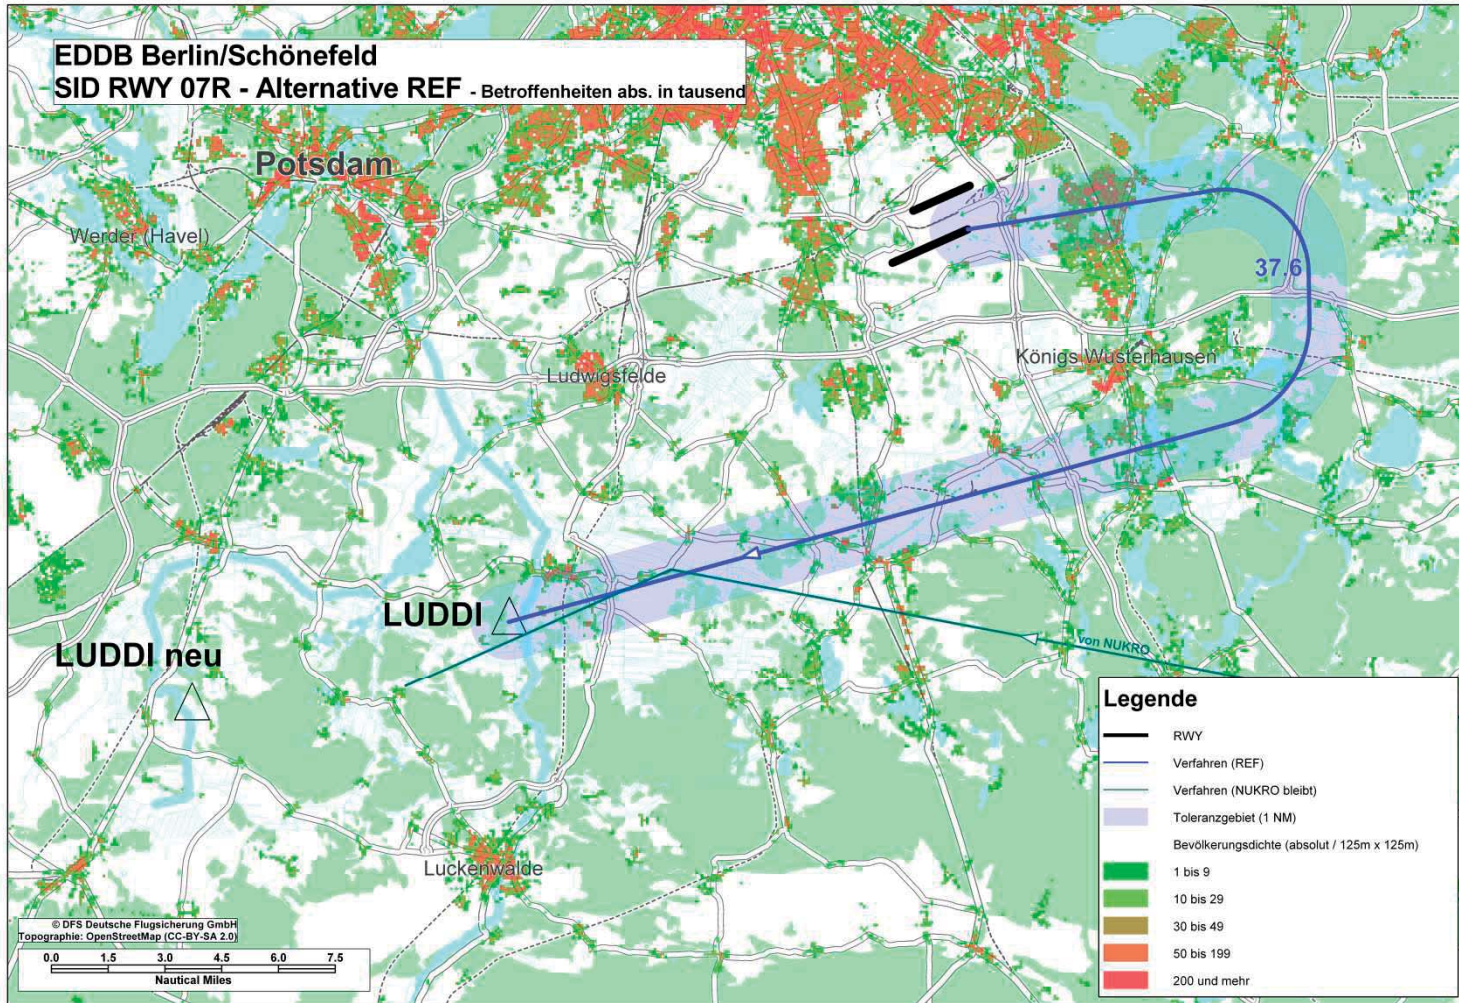 EDDB Berlin/Schönefeld
SID RWY 07R - Alternative REF - Betroffenheiten abs. in tausend
Potsdam
Werder (Havel)
37.6
Königs Wusterhausen
Ludwigsfelde
LUDDI
LUDDI neu
von NUKRO
Luckenwalde
Legende
RWY
Verfahren (REF)
Verfahren (NUKRO bleibt)
Toleranzgebiet (1 NM)
Bevölkerungsdichte (absolut / 125m x 125m)
1 bis 9
10 bis 29
30 bis 49
50 bis 199
200 und mehr
© DFS Deutsche Flugsicherung GmbH
Topographie: OpenStreetMap (CC-BY-SA 2.0)
0.0 1.5 3.0 4.5 6.0 7.5
Nautical Miles